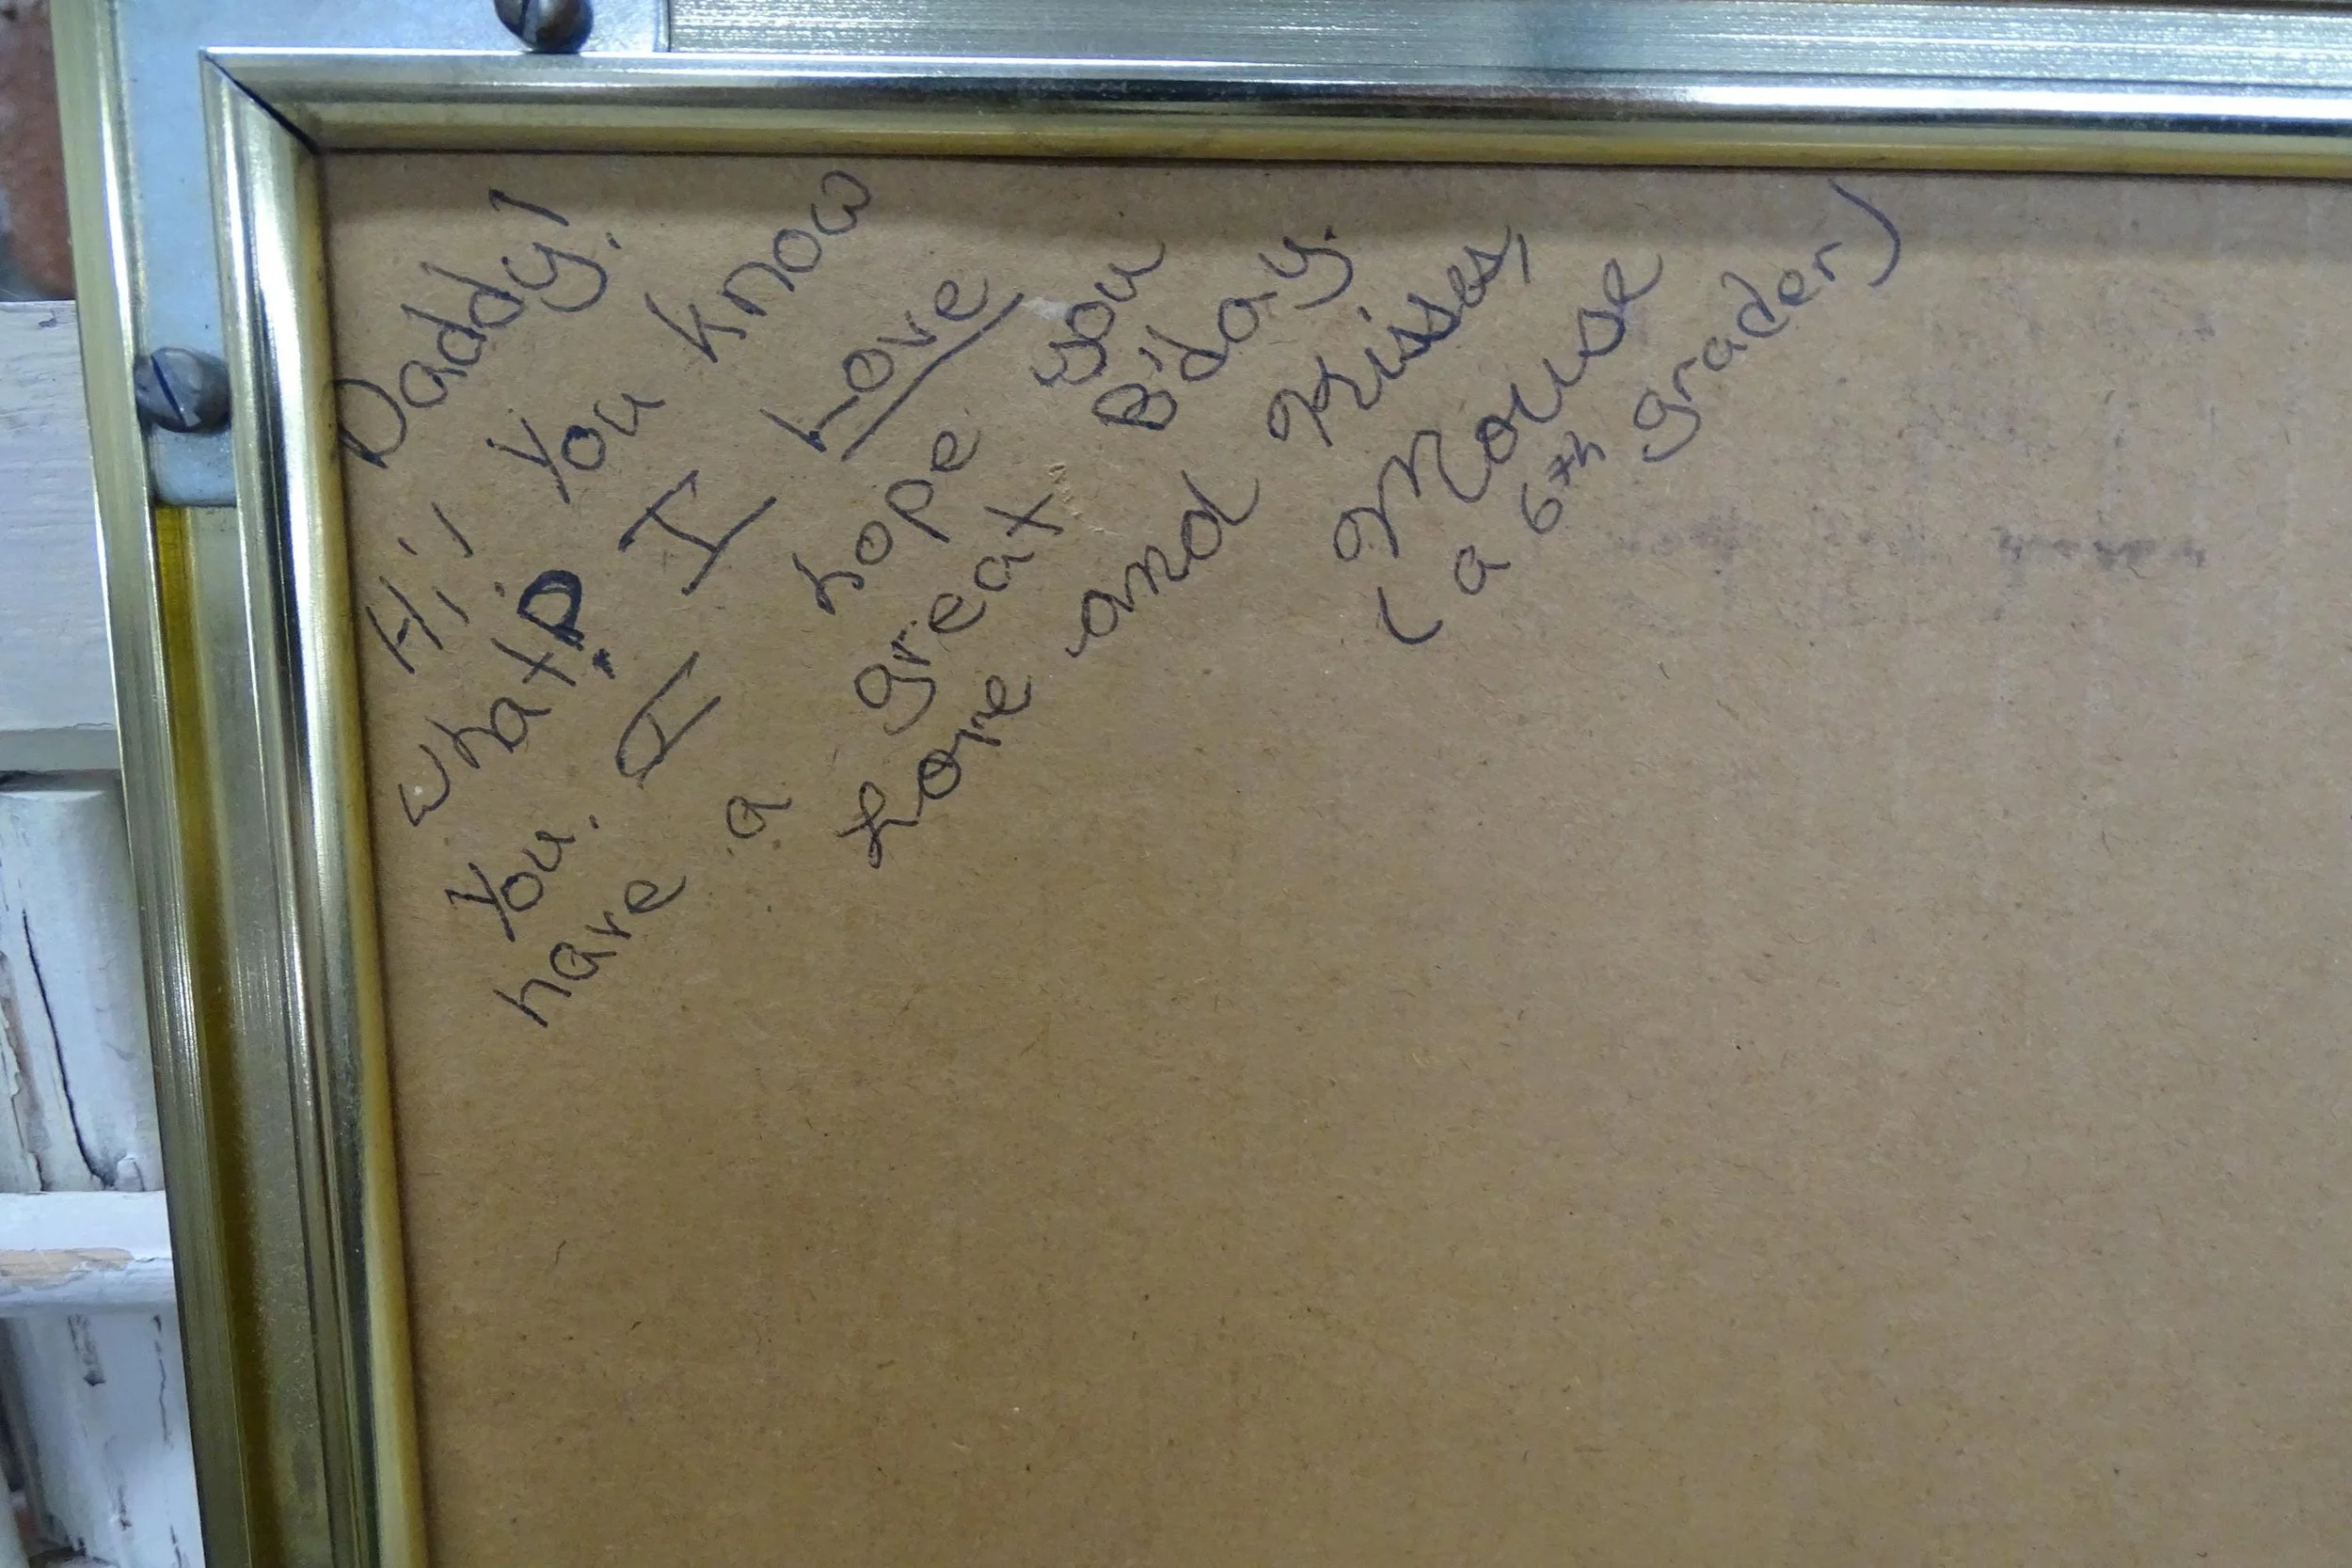 Daddy!
Hi! You know
what? I Love
You. I hope you
have a great B'day.
Love and Kisses,
Mouse
(a 6th grader)